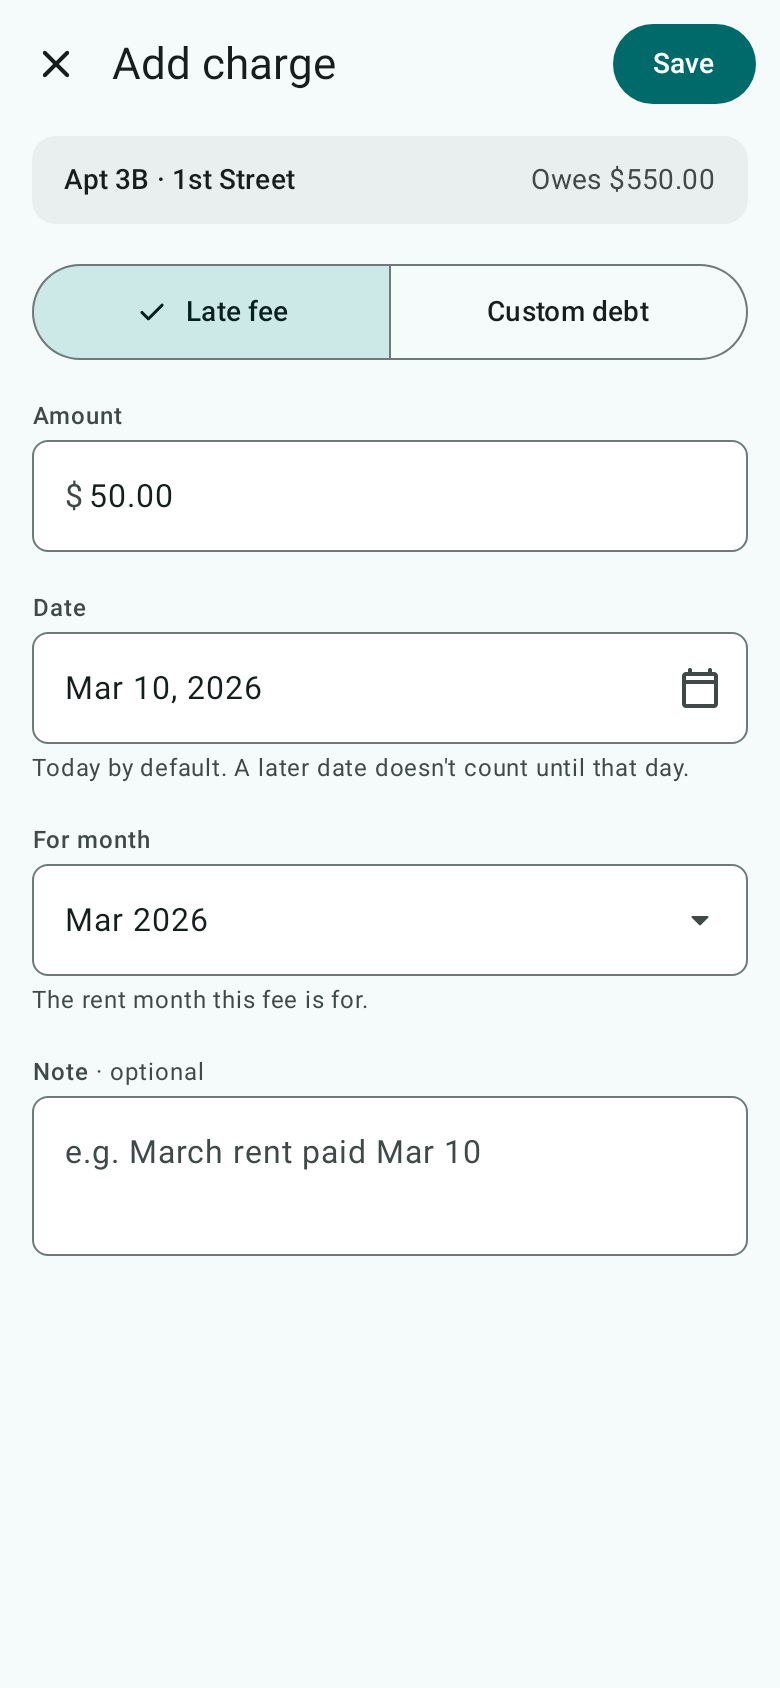 Add charge
Save
Apt 3B · 1st Street
Owes $550.00
Late fee
Custom debt
Amount
$ 50.00
Date
Mar 10, 2026
Today by default. A later date doesn't count until that day.
For month
Mar 2026
The rent month this fee is for.
Note · optional
e.g. March rent paid Mar 10